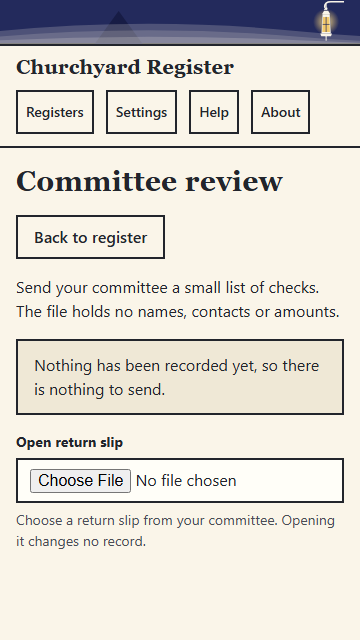 Churchyard Register
Registers Settings Help About
Committee review
Back to register
Send your committee a small list of checks.
The file holds no names, contacts or amounts.
Nothing has been recorded yet, so there
is nothing to send.
Open return slip
Choose File No file chosen
Choose a return slip from your committee. Opening
it changes no record.